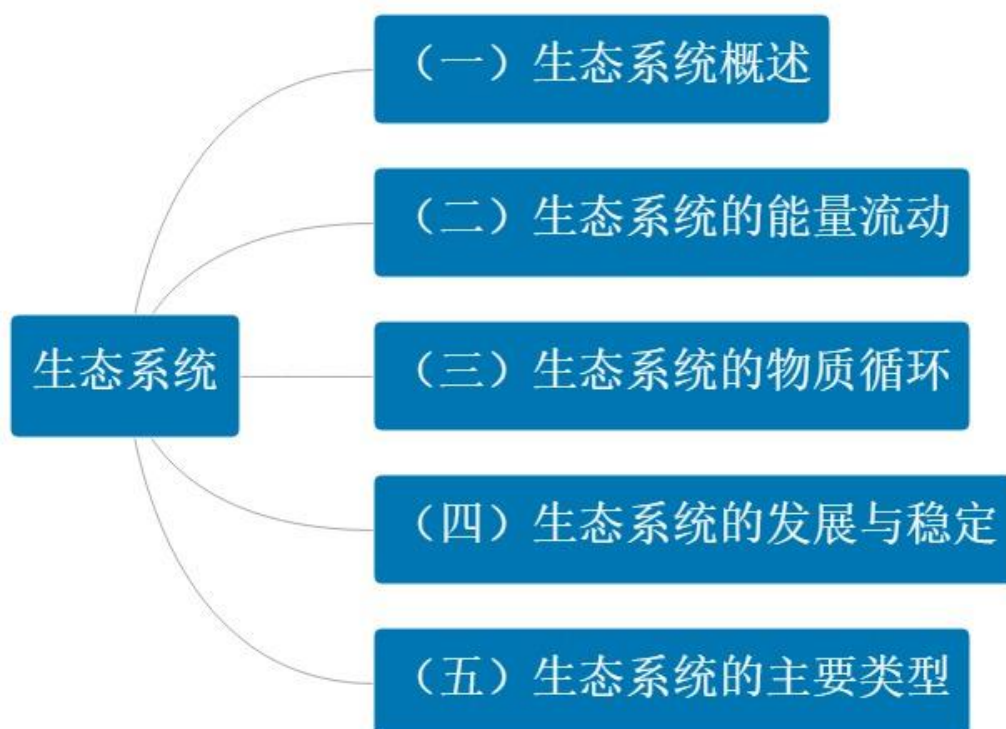 （一）生态系统概述
（二）生态系统的能量流动
生态系统
（三）生态系统的物质循环
（四）生态系统的发展与稳定
（五）生态系统的主要类型